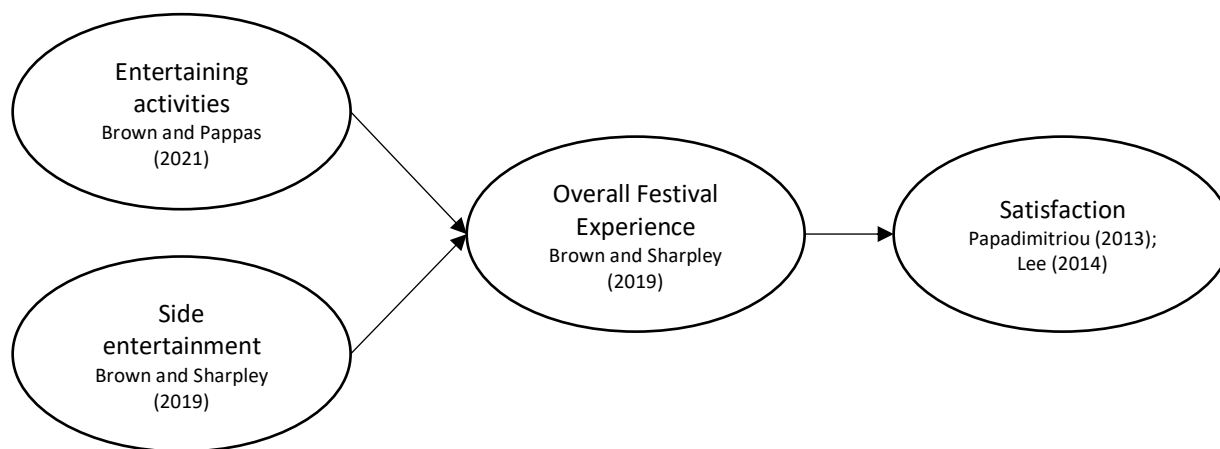 Entertaining
activities
Brown and Pappas
(2021)
Side
entertainment
Brown and Sharpley
(2019)
Overall Festival
Experience
Brown and Sharpley
(2019)
Satisfaction
Papadimitriou (2013);
Lee (2014)